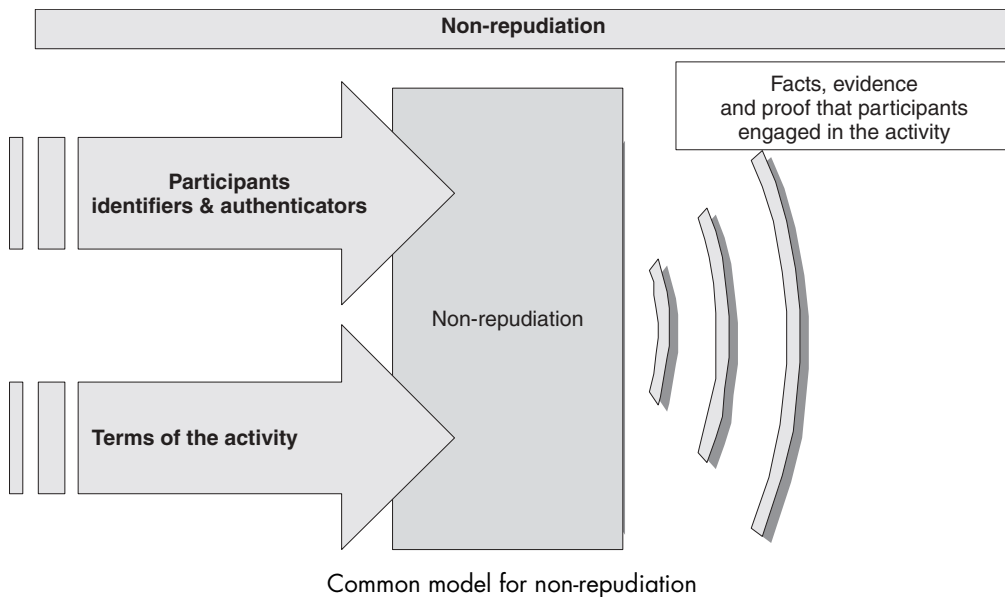 Non-repudiation
Facts, evidence
and proof that participants
engaged in the activity
Participants
identifiers & authenticators
Non-repudiation
Terms of the activity
Common model for non-repudiation